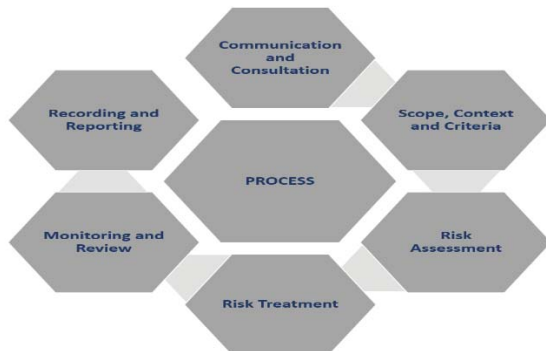 Communication
and
Consultation
Scope, Context
and Criteria
Risk
Assessment
Risk Treatment
Monitoring and
Review
Recording and
Reporting
PROCESS